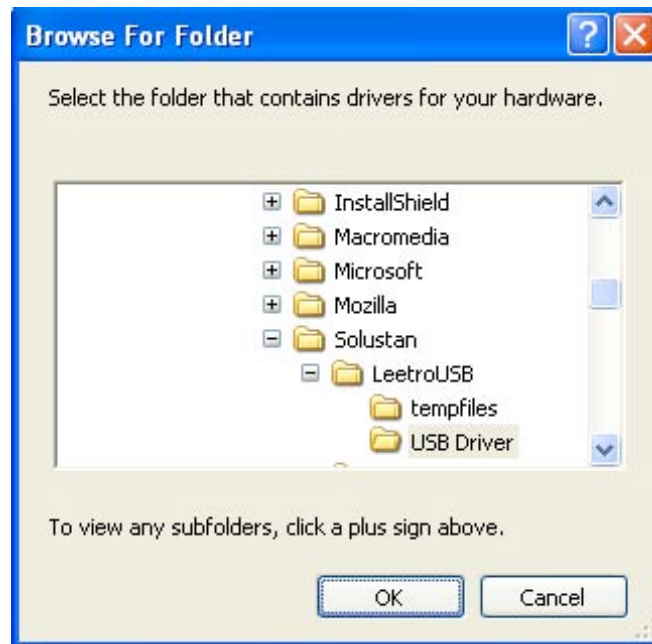 Browse For Folder
Select the folder that contains drivers for your hardware.
InstallShield
Macromedia
Microsoft
Mozilla
Solustan
LeetroUSB
tempfiles
USB Driver
To view any subfolders, click a plus sign above.
OK Cancel